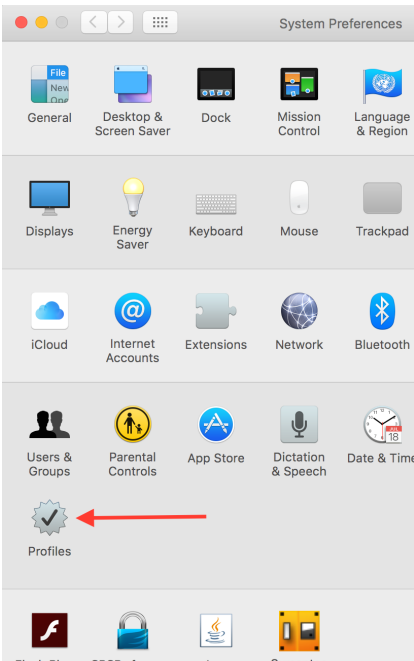 System Preferences
File
New
General
Desktop &
Screen Saver
Dock
Mission
Control
Language
& Region
Displays
Energy
Saver
Keyboard
Mouse
Trackpad
iCloud
Internet
Accounts
Extensions
Network
Bluetooth
Users &
Groups
Parental
Controls
App Store
Dictation
& Speech
18
Date & Time
Profiles